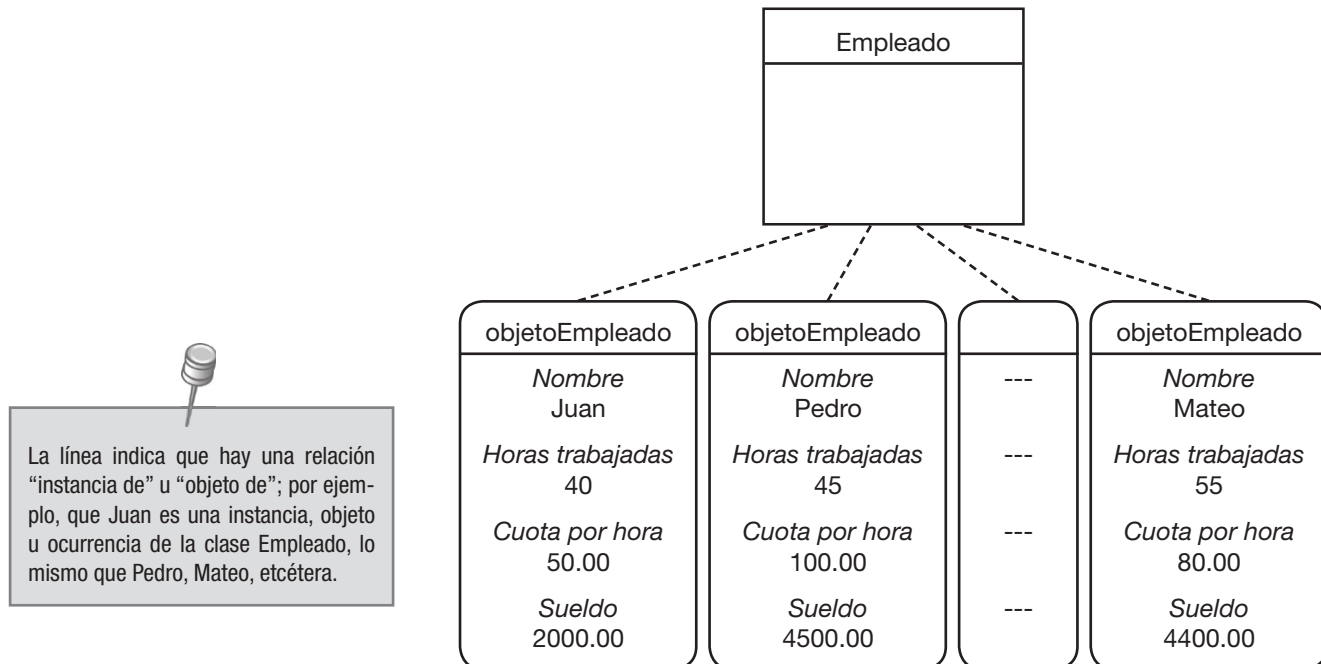 Empleado
objetoEmpleado
Nombre
Juan
Horas trabajadas
40
Cuota por hora
50.00
Sueldo
2000.00
objetoEmpleado
Nombre
Pedro
Horas trabajadas
45
Cuota por hora
100.00
Sueldo
4500.00
---
---
---
---
objetoEmpleado
Nombre
Mateo
Horas trabajadas
55
Cuota por hora
80.00
Sueldo
4400.00
La línea indica que hay una relación
“instancia de” u “objeto de”; por ejem-
plo, que Juan es una instancia, objeto
u ocurrencia de la clase Empleado, lo
mismo que Pedro, Mateo, etcétera.